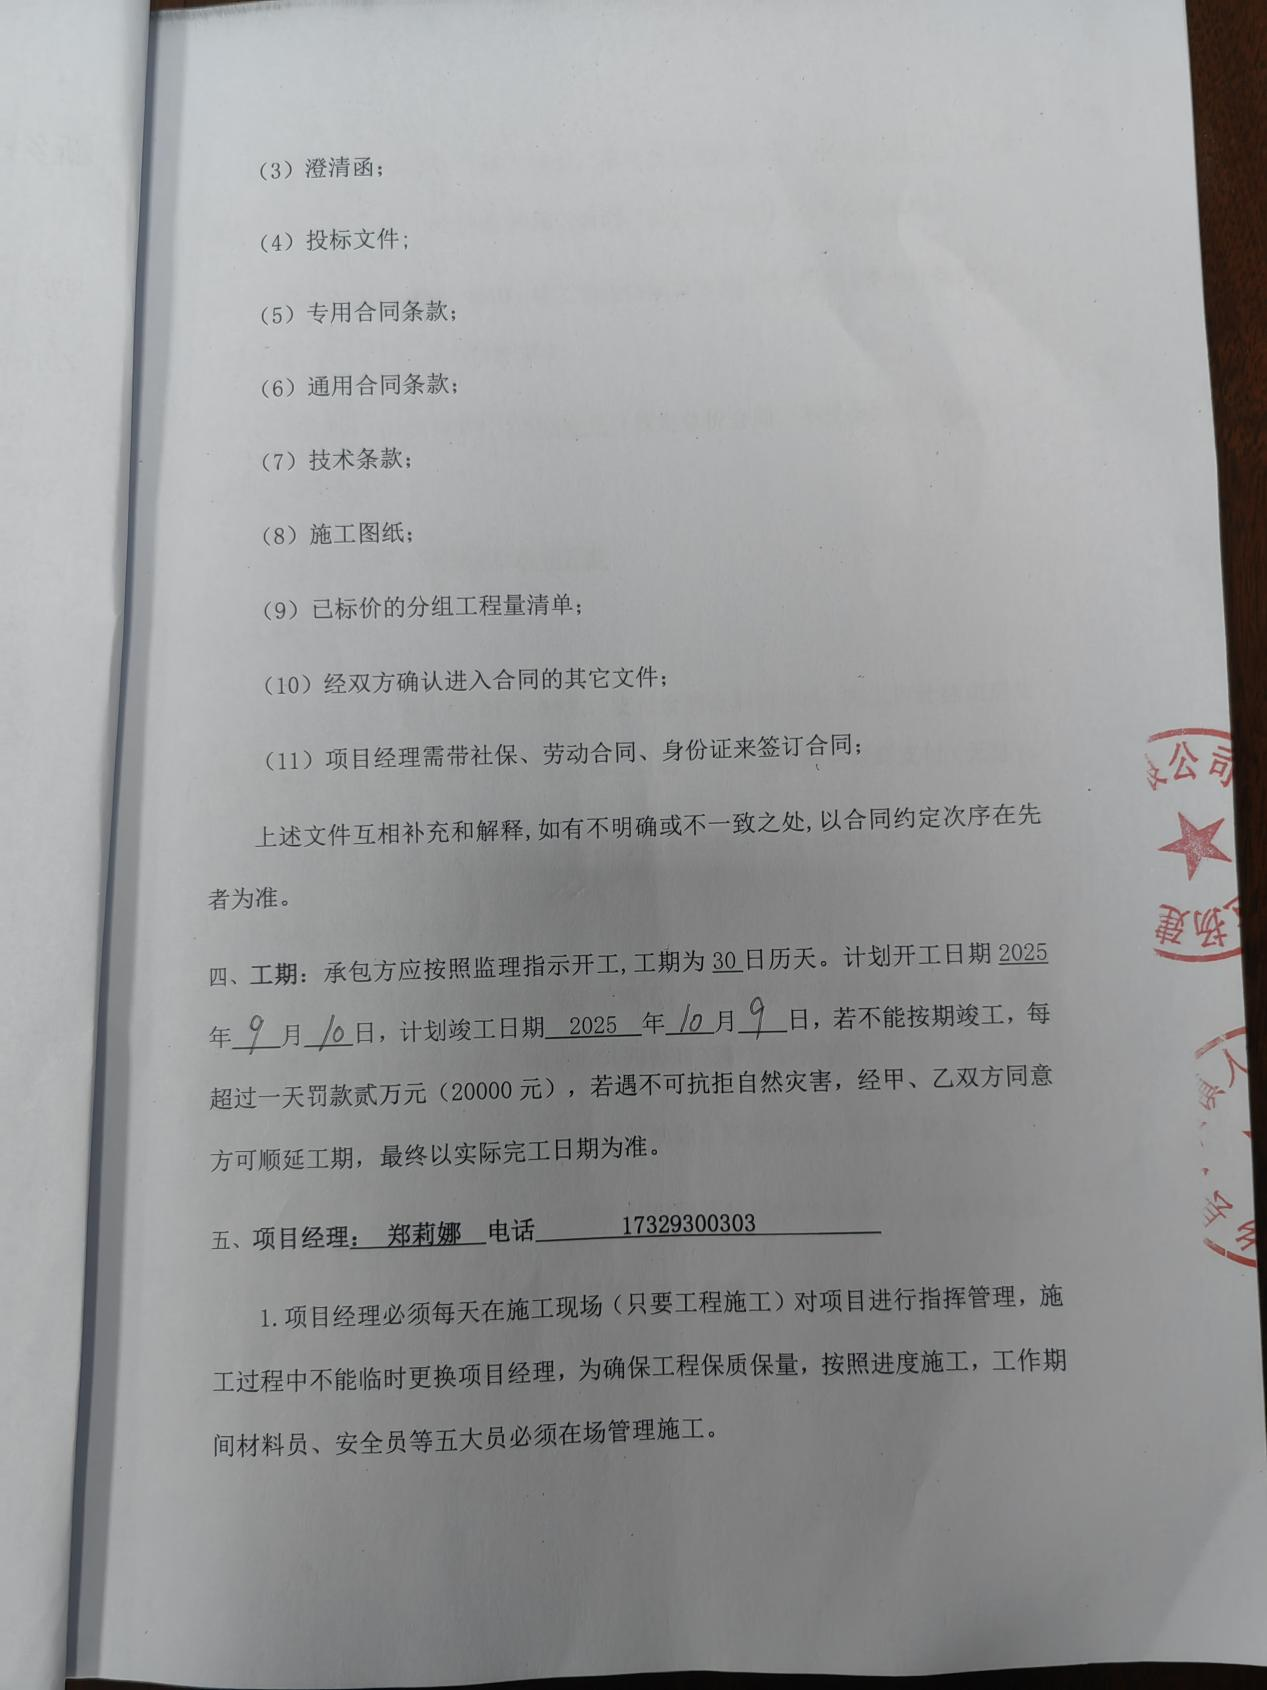 （3）澄清函；
（4）投标文件；
（5）专用合同条款；
（6）通用合同条款；
（7）技术条款；
（8）施工图纸；
（9）已标价的分组工程量清单；
（10）经双方确认进入合同的其它文件；
（11）项目经理需带社保、劳动合同、身份证来签订合同；
上述文件互相补充和解释,如有不明确或不一致之处,以合同约定次序在先
者为准。
四、工期：承包方应按照监理指示开工,工期为 30 日历天。计划开工日期 2025
年 9 月 10 日，计划竣工日期 2025 年 10 月 9 日，若不能按期竣工，每
超过一天罚款贰万元（20000 元），若遇不可抗拒自然灾害，经甲、乙双方同意
方可顺延工期，最终以实际完工日期为准。
五、项目经理： 郑莉娜 电话 17329300303
1.项目经理必须每天在施工现场（只要工程施工）对项目进行指挥管理，施
工过程中不能临时更换项目经理，为确保工程保质保量，按照进度施工，工作期
间材料员、安全员等五大员必须在场管理施工。
公司
扬建